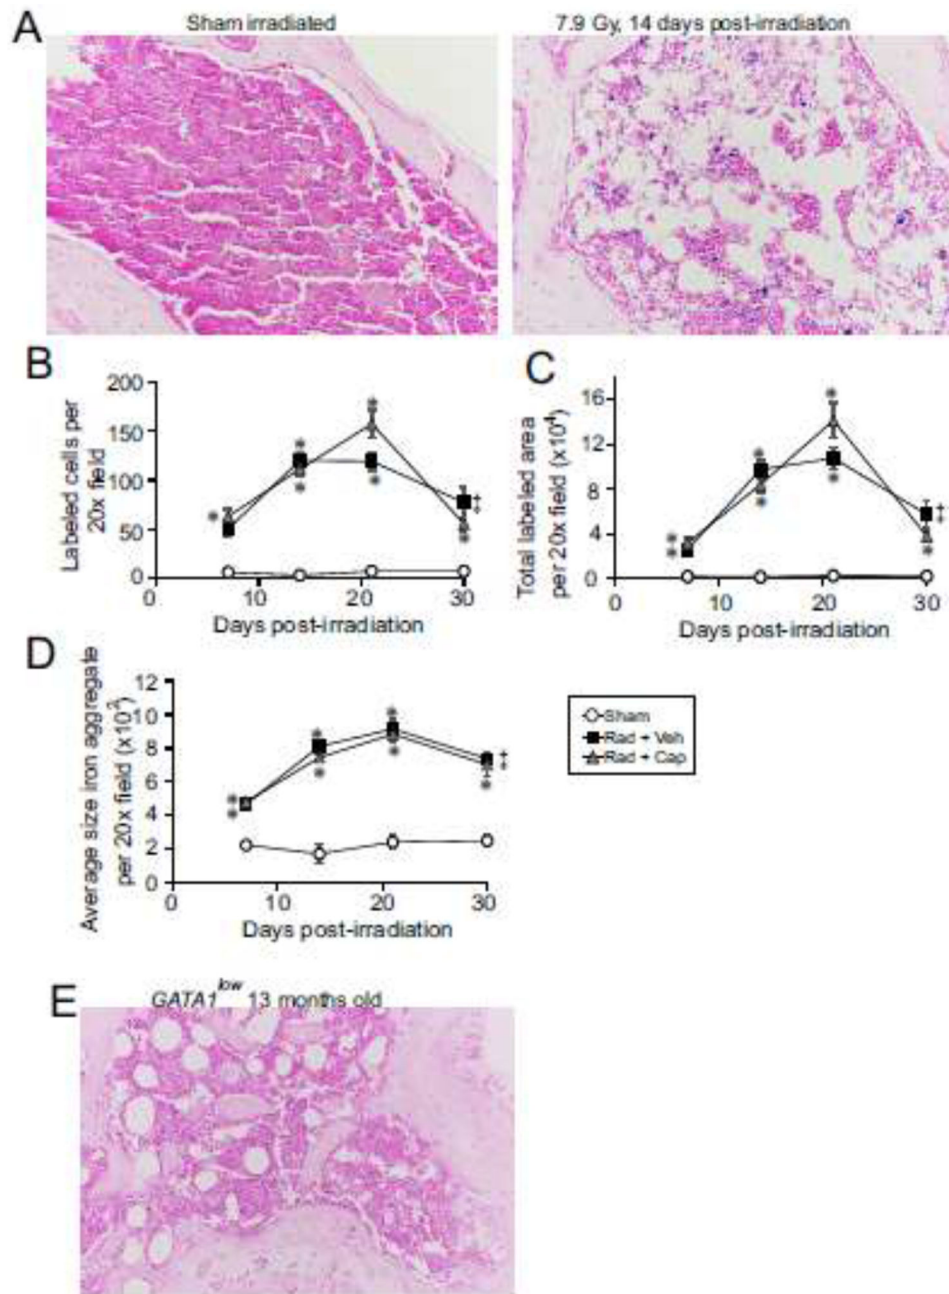 A
Sham irradiated
7.9 Gy, 14 days post-irradiation
B
Labeled cells per
20x field
200
150
100
50
0
0
10
20
30
Days post-irradiation
* * * * * *
‡
C
Total labeled area
per 20x field (x10⁴)
16
12
8
4
0
0
10
20
30
Days post-irradiation
* * * * * * *
‡
D
Average size iron aggregate
per 20x field (x10²)
12
10
8
6
4
2
0
0
10
20
30
Days post-irradiation
* * * * * * *
‡
Sham
Rad + Veh
Rad + Cap
E
GATA1low 13 months old